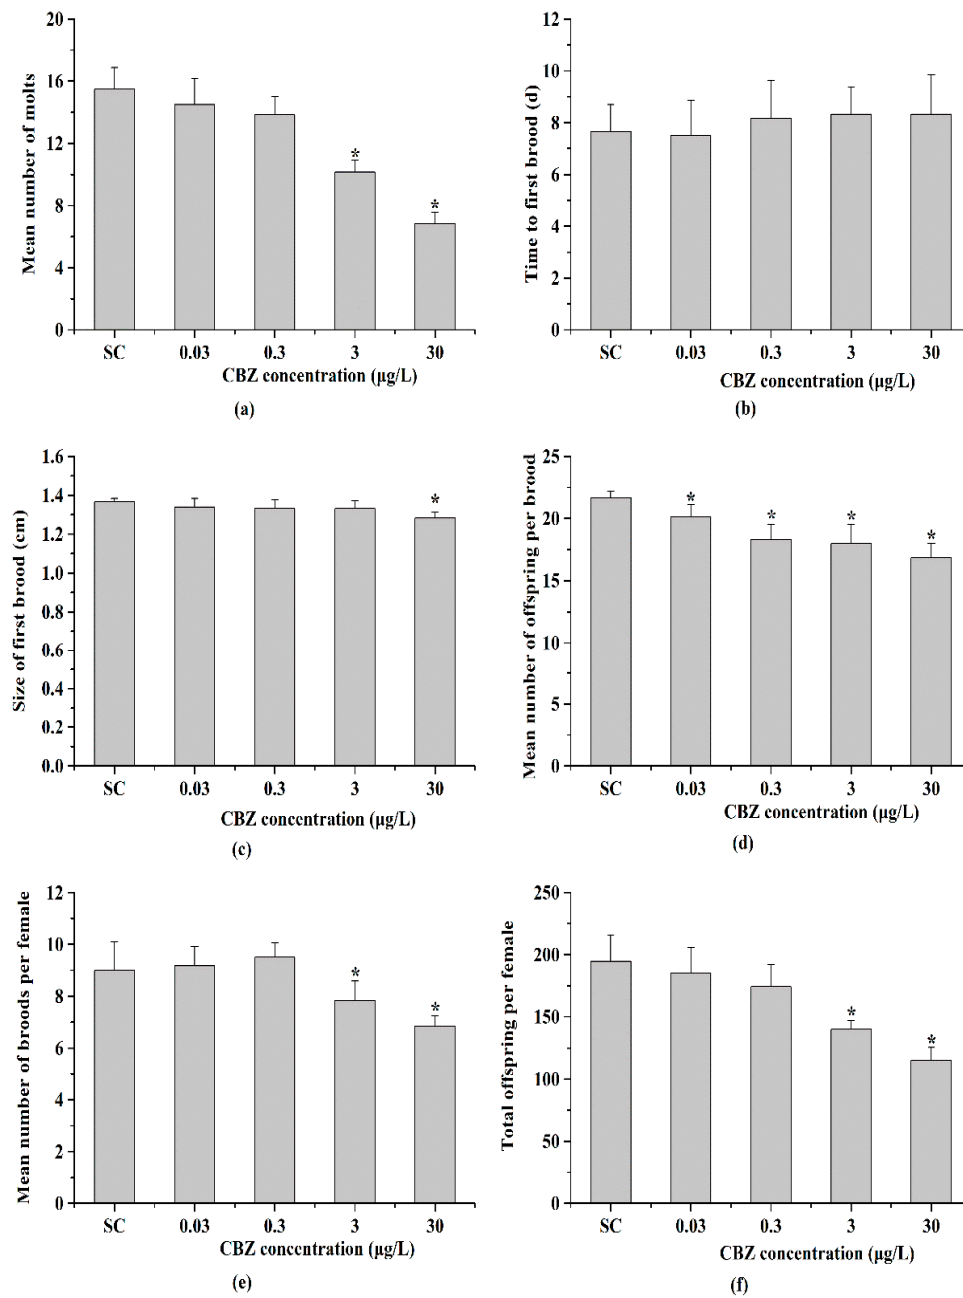 Mean number of molts
20
16
12
8
4
0
*
*
SC 0.03 0.3 3 30
CBZ concentration (µg/L)
(a)
Time to first brood (d)
12
10
8
6
4
2
0
SC 0.03 0.3 3 30
CBZ concentration (µg/L)
(b)
Size of first brood (cm)
1.6
1.4
1.2
1.0
0.8
0.6
0.4
0.2
0.0
*
SC 0.03 0.3 3 30
CBZ concentration (µg/L)
(c)
Mean number of offspring per brood
25
20
15
10
5
0
*
*
*
*
SC 0.03 0.3 3 30
CBZ concentration (µg/L)
(d)
Mean number of broods per female
12
10
8
6
4
2
0
*
*
SC 0.03 0.3 3 30
CBZ concentration (µg/L)
(e)
Total offspring per female
250
200
150
100
50
0
*
*
SC 0.03 0.3 3 30
CBZ concentration (µg/L)
(f)